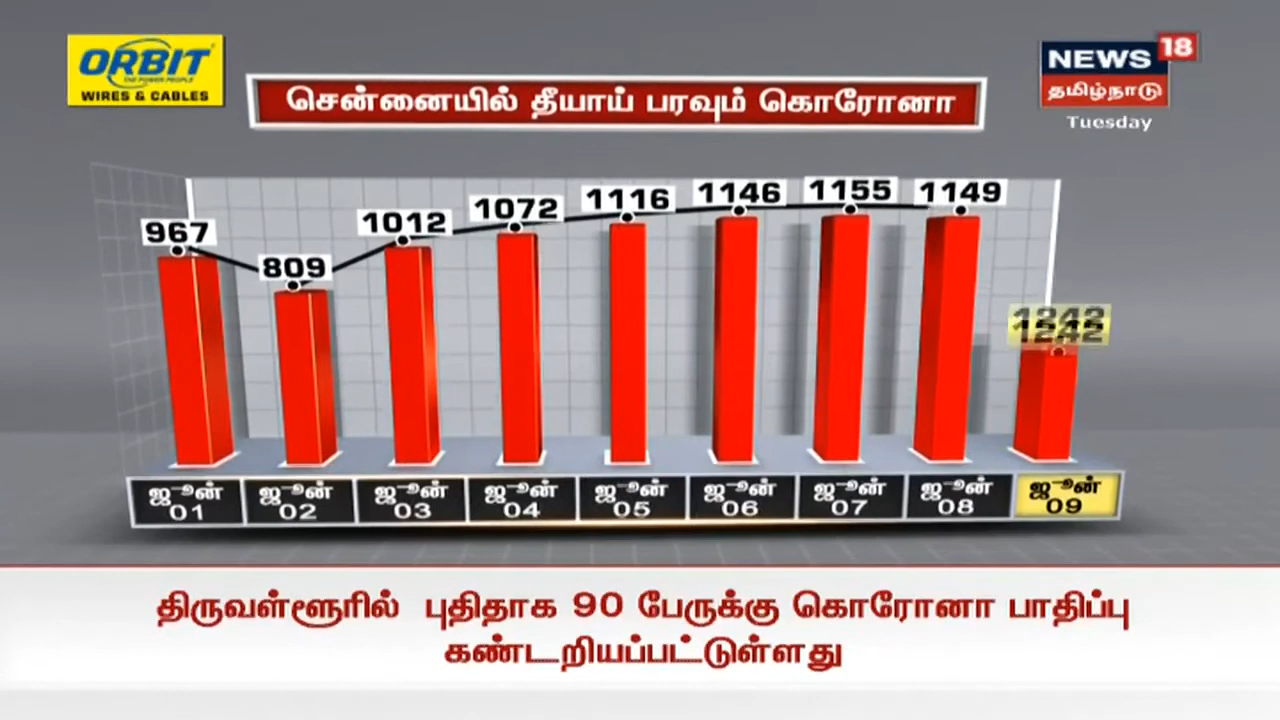 ORBIT
THE POWER PEOPLE
WIRES & CABLES
NEWS 18
தமிழ்நாடு
Tuesday
சென்னையில் தீயாய் பரவும் கொரோனா
967
809
1012
1072
1116
1146
1155
1149
1242
ஜூன் 01
ஜூன் 02
ஜூன் 03
ஜூன் 04
ஜூன் 05
ஜூன் 06
ஜூன் 07
ஜூன் 08
ஜூன் 09
திருவள்ளூரில் புதிதாக 90 பேருக்கு கொரோனா பாதிப்பு
கண்டறியப்பட்டுள்ளது